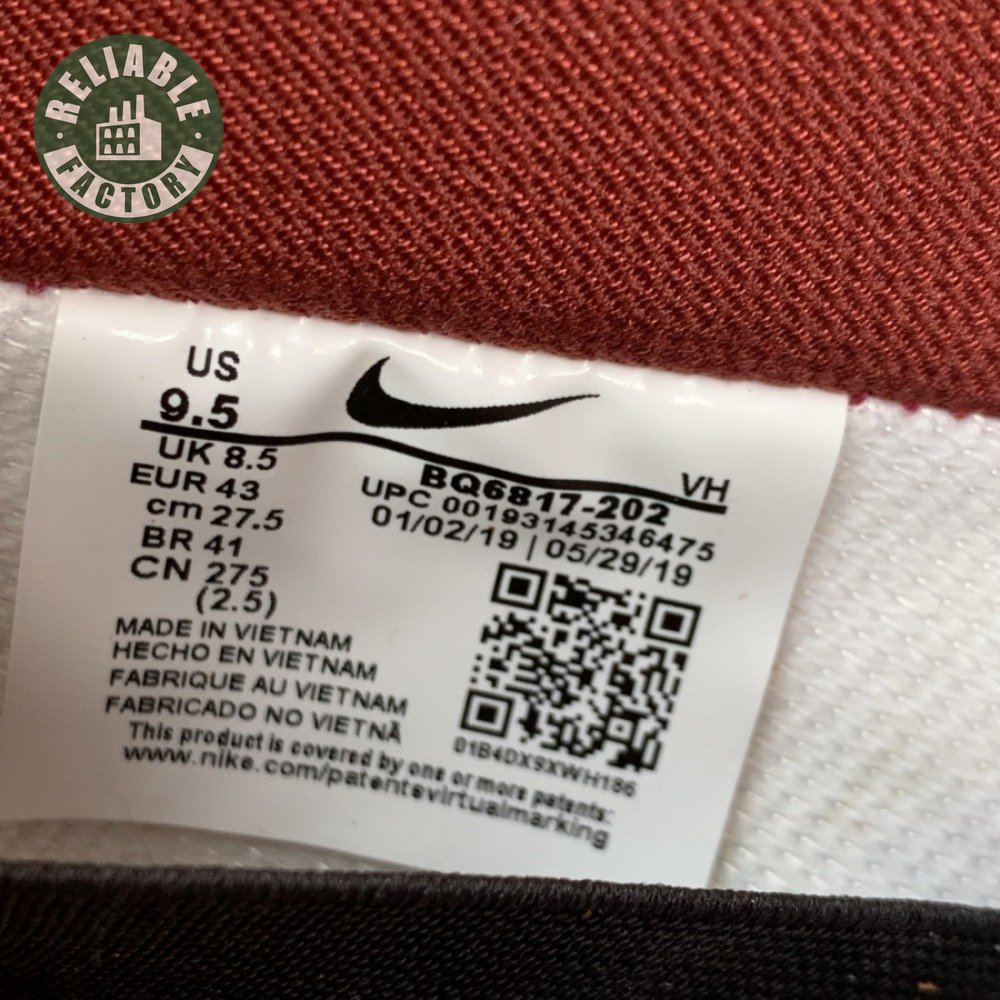 RELIABLE
FACTORY
US
9.5
UK 8.5
EUR 43
cm 27.5
BR 41
CN 275
(2.5)
VH
BQ6817-202
UPC 00193145346475
01/02/19 | 05/29/19
MADE IN VIETNAM
HECHO EN VIETNAM
FABRIQUE AU VIETNAM
FABRICADO NO VIETNÃ
01B4DX9XWH186
This product is covered by one or more patents:
www.nike.com/patentsvirtualmarking